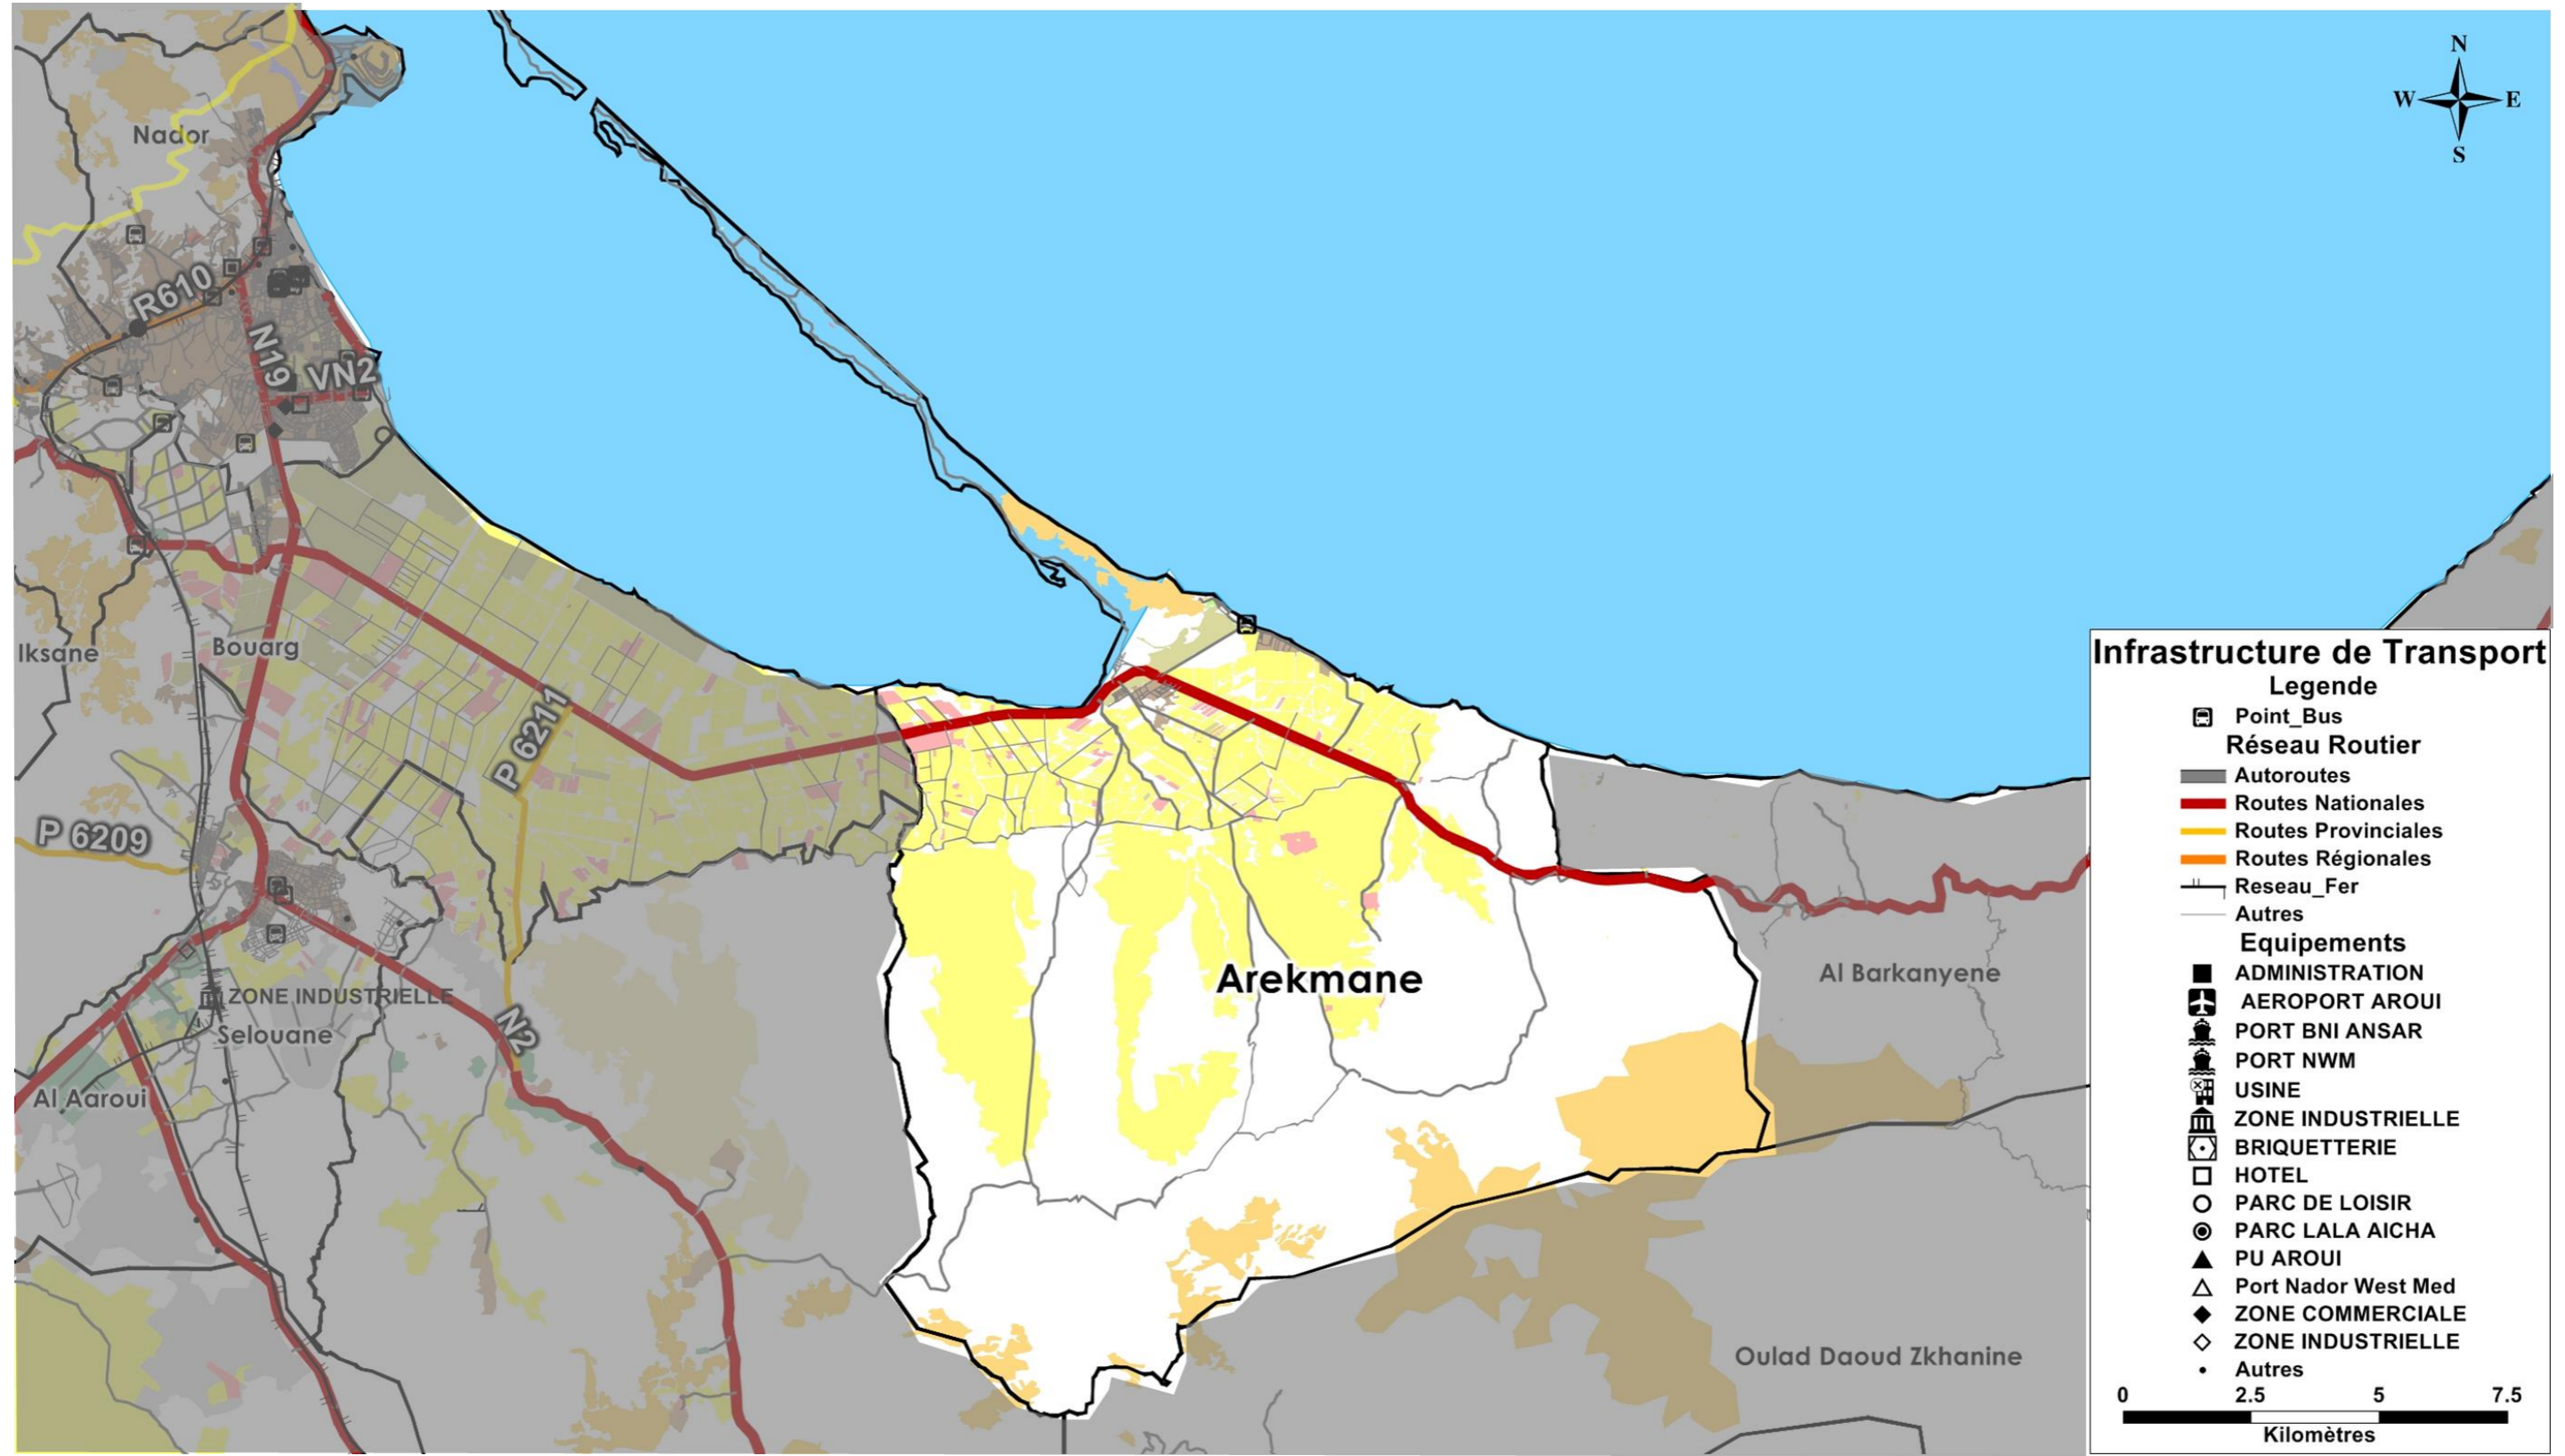 N
W E
S
Nador
R610
N19
VN2
Iksane
Bouarg
P 6211
P 6209
ZONE INDUSTRIELLE
Selouane
N2
Al Aaroui
Arekmane
Al Barkanyene
Oulad Daoud Zkhanine
Infrastructure de Transport
Legende
Point_Bus
Réseau Routier
Autoroutes
Routes Nationales
Routes Provinciales
Routes Régionales
Reseau_Fer
Autres
Equipements
ADMINISTRATION
AEROPORT AROUI
PORT BNI ANSAR
PORT NWM
USINE
ZONE INDUSTRIELLE
BRIQUETTERIE
HOTEL
PARC DE LOISIR
PARC LALA AICHA
PU AROUI
Port Nador West Med
ZONE COMMERCIALE
ZONE INDUSTRIELLE
Autres
0 2.5 5 7.5
Kilomètres